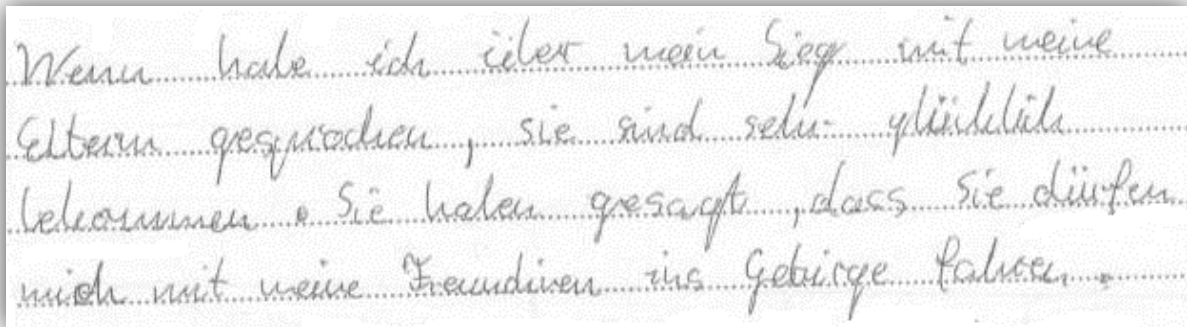 Wenn habe ich über mein Sieg mit meine
Eltern gesprochen, sie sind sehr glücklich
bekommen. Sie haben gesagt, dass sie dürfen
mich mit meine Freundinen ins Gebirge fahren.